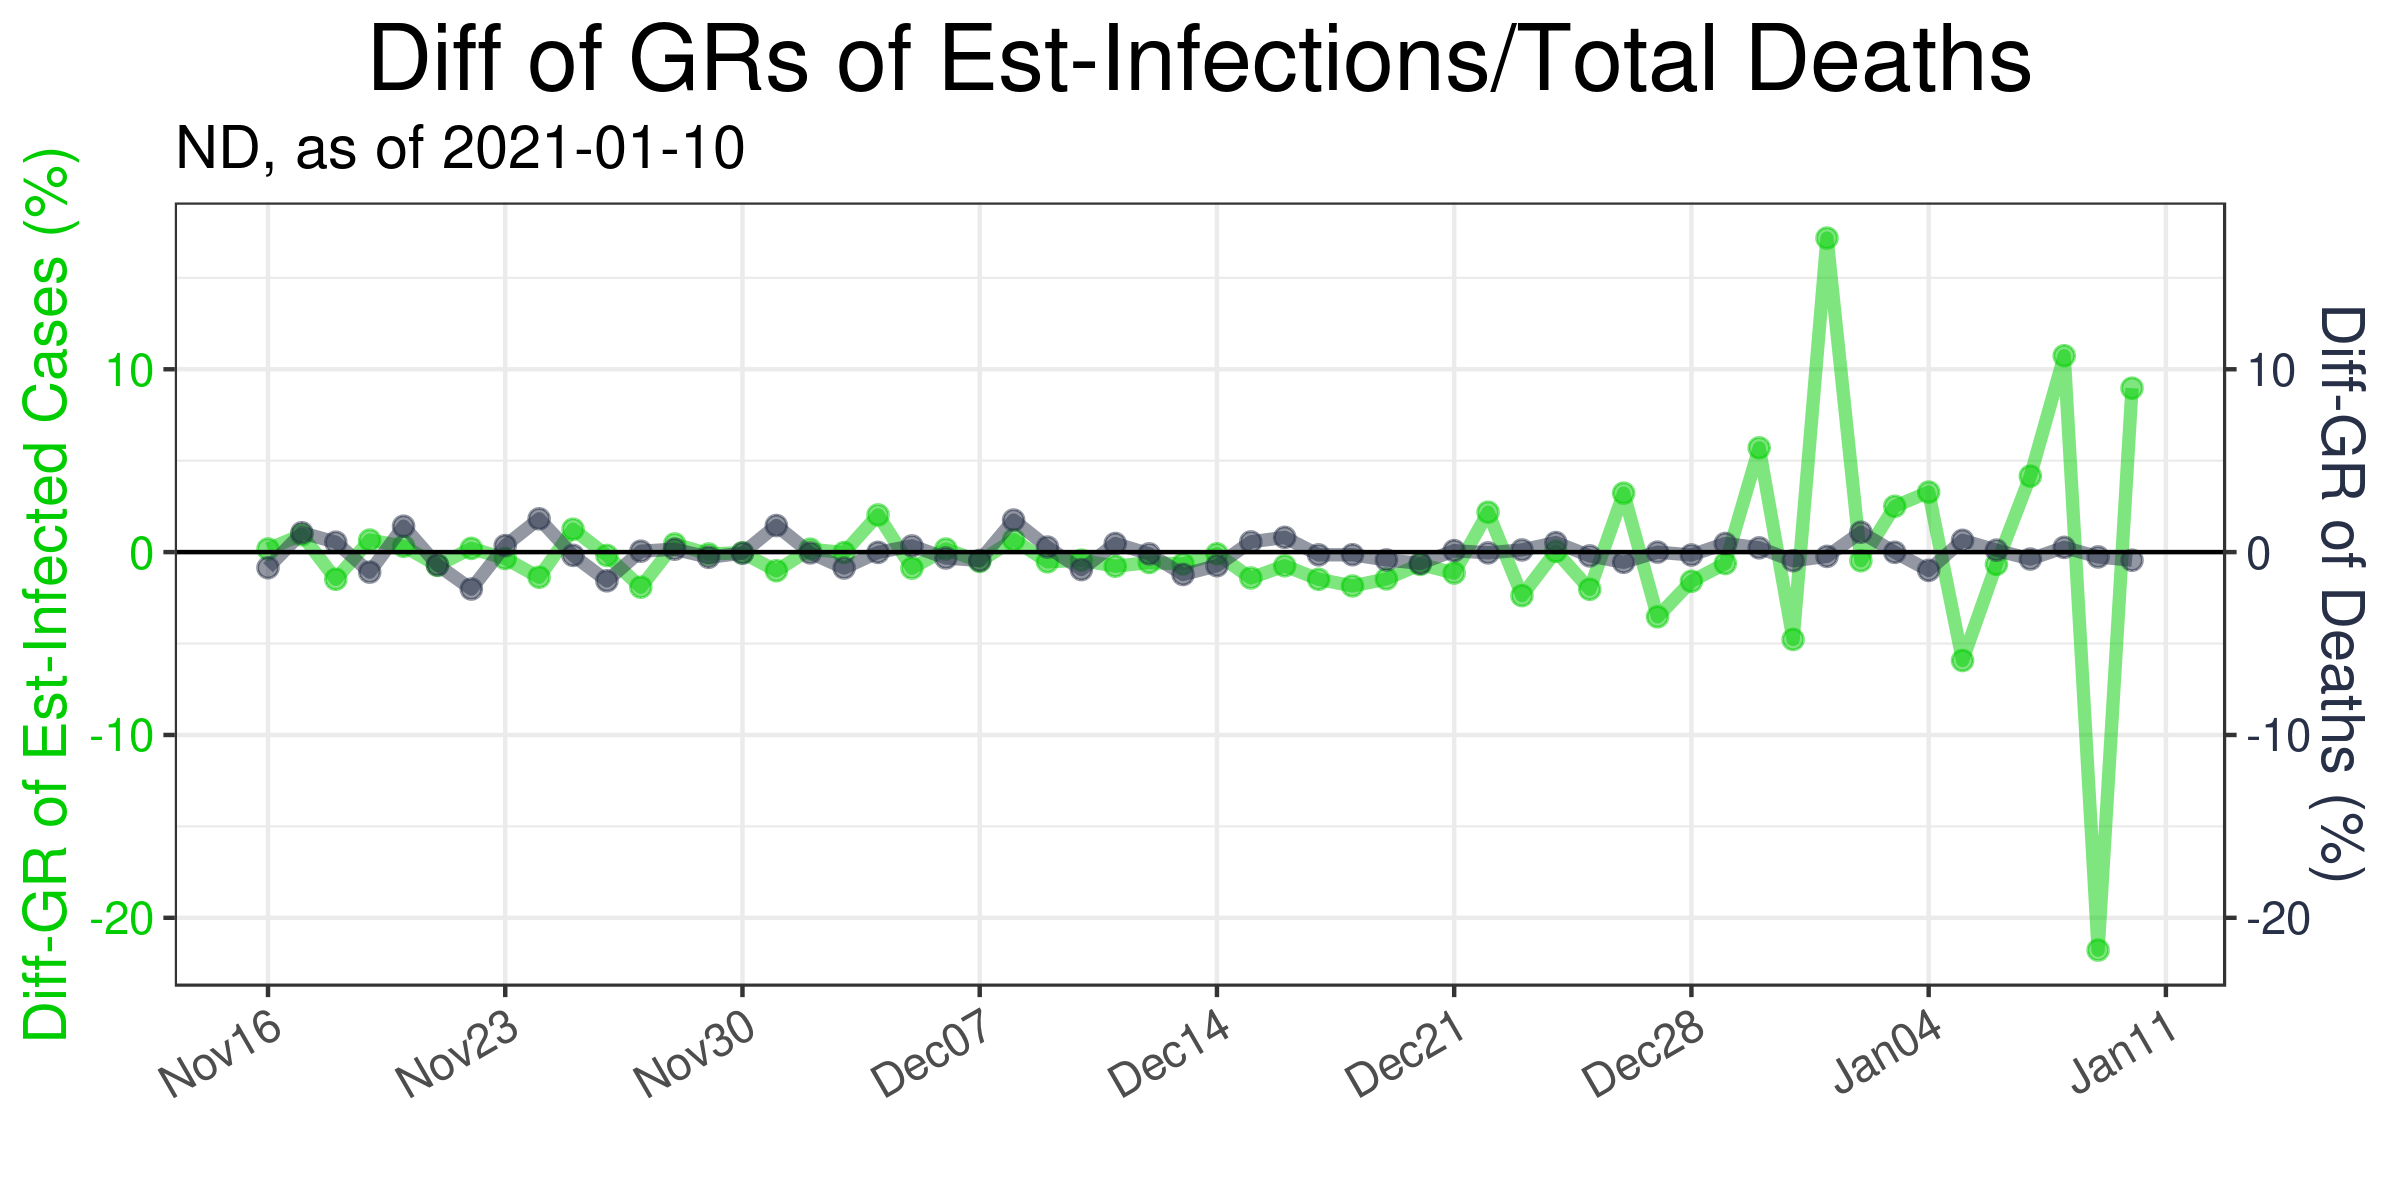 Diff of GRs of Est-Infections/Total Deaths
ND, as of 2021-01-10
Diff-GR of Est-Infected Cases (%)
10
0
-10
-20
10
0
-10
-20
Diff-GR of Deaths (%)
Nov16
Nov23
Nov30
Dec07
Dec14
Dec21
Dec28
Jan04
Jan11